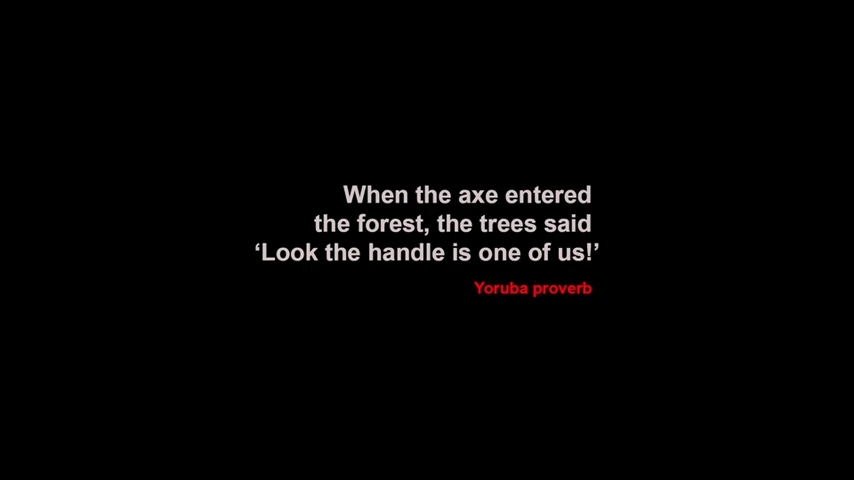 When the axe entered
the forest, the trees said
‘Look the handle is one of us!’
Yoruba proverb